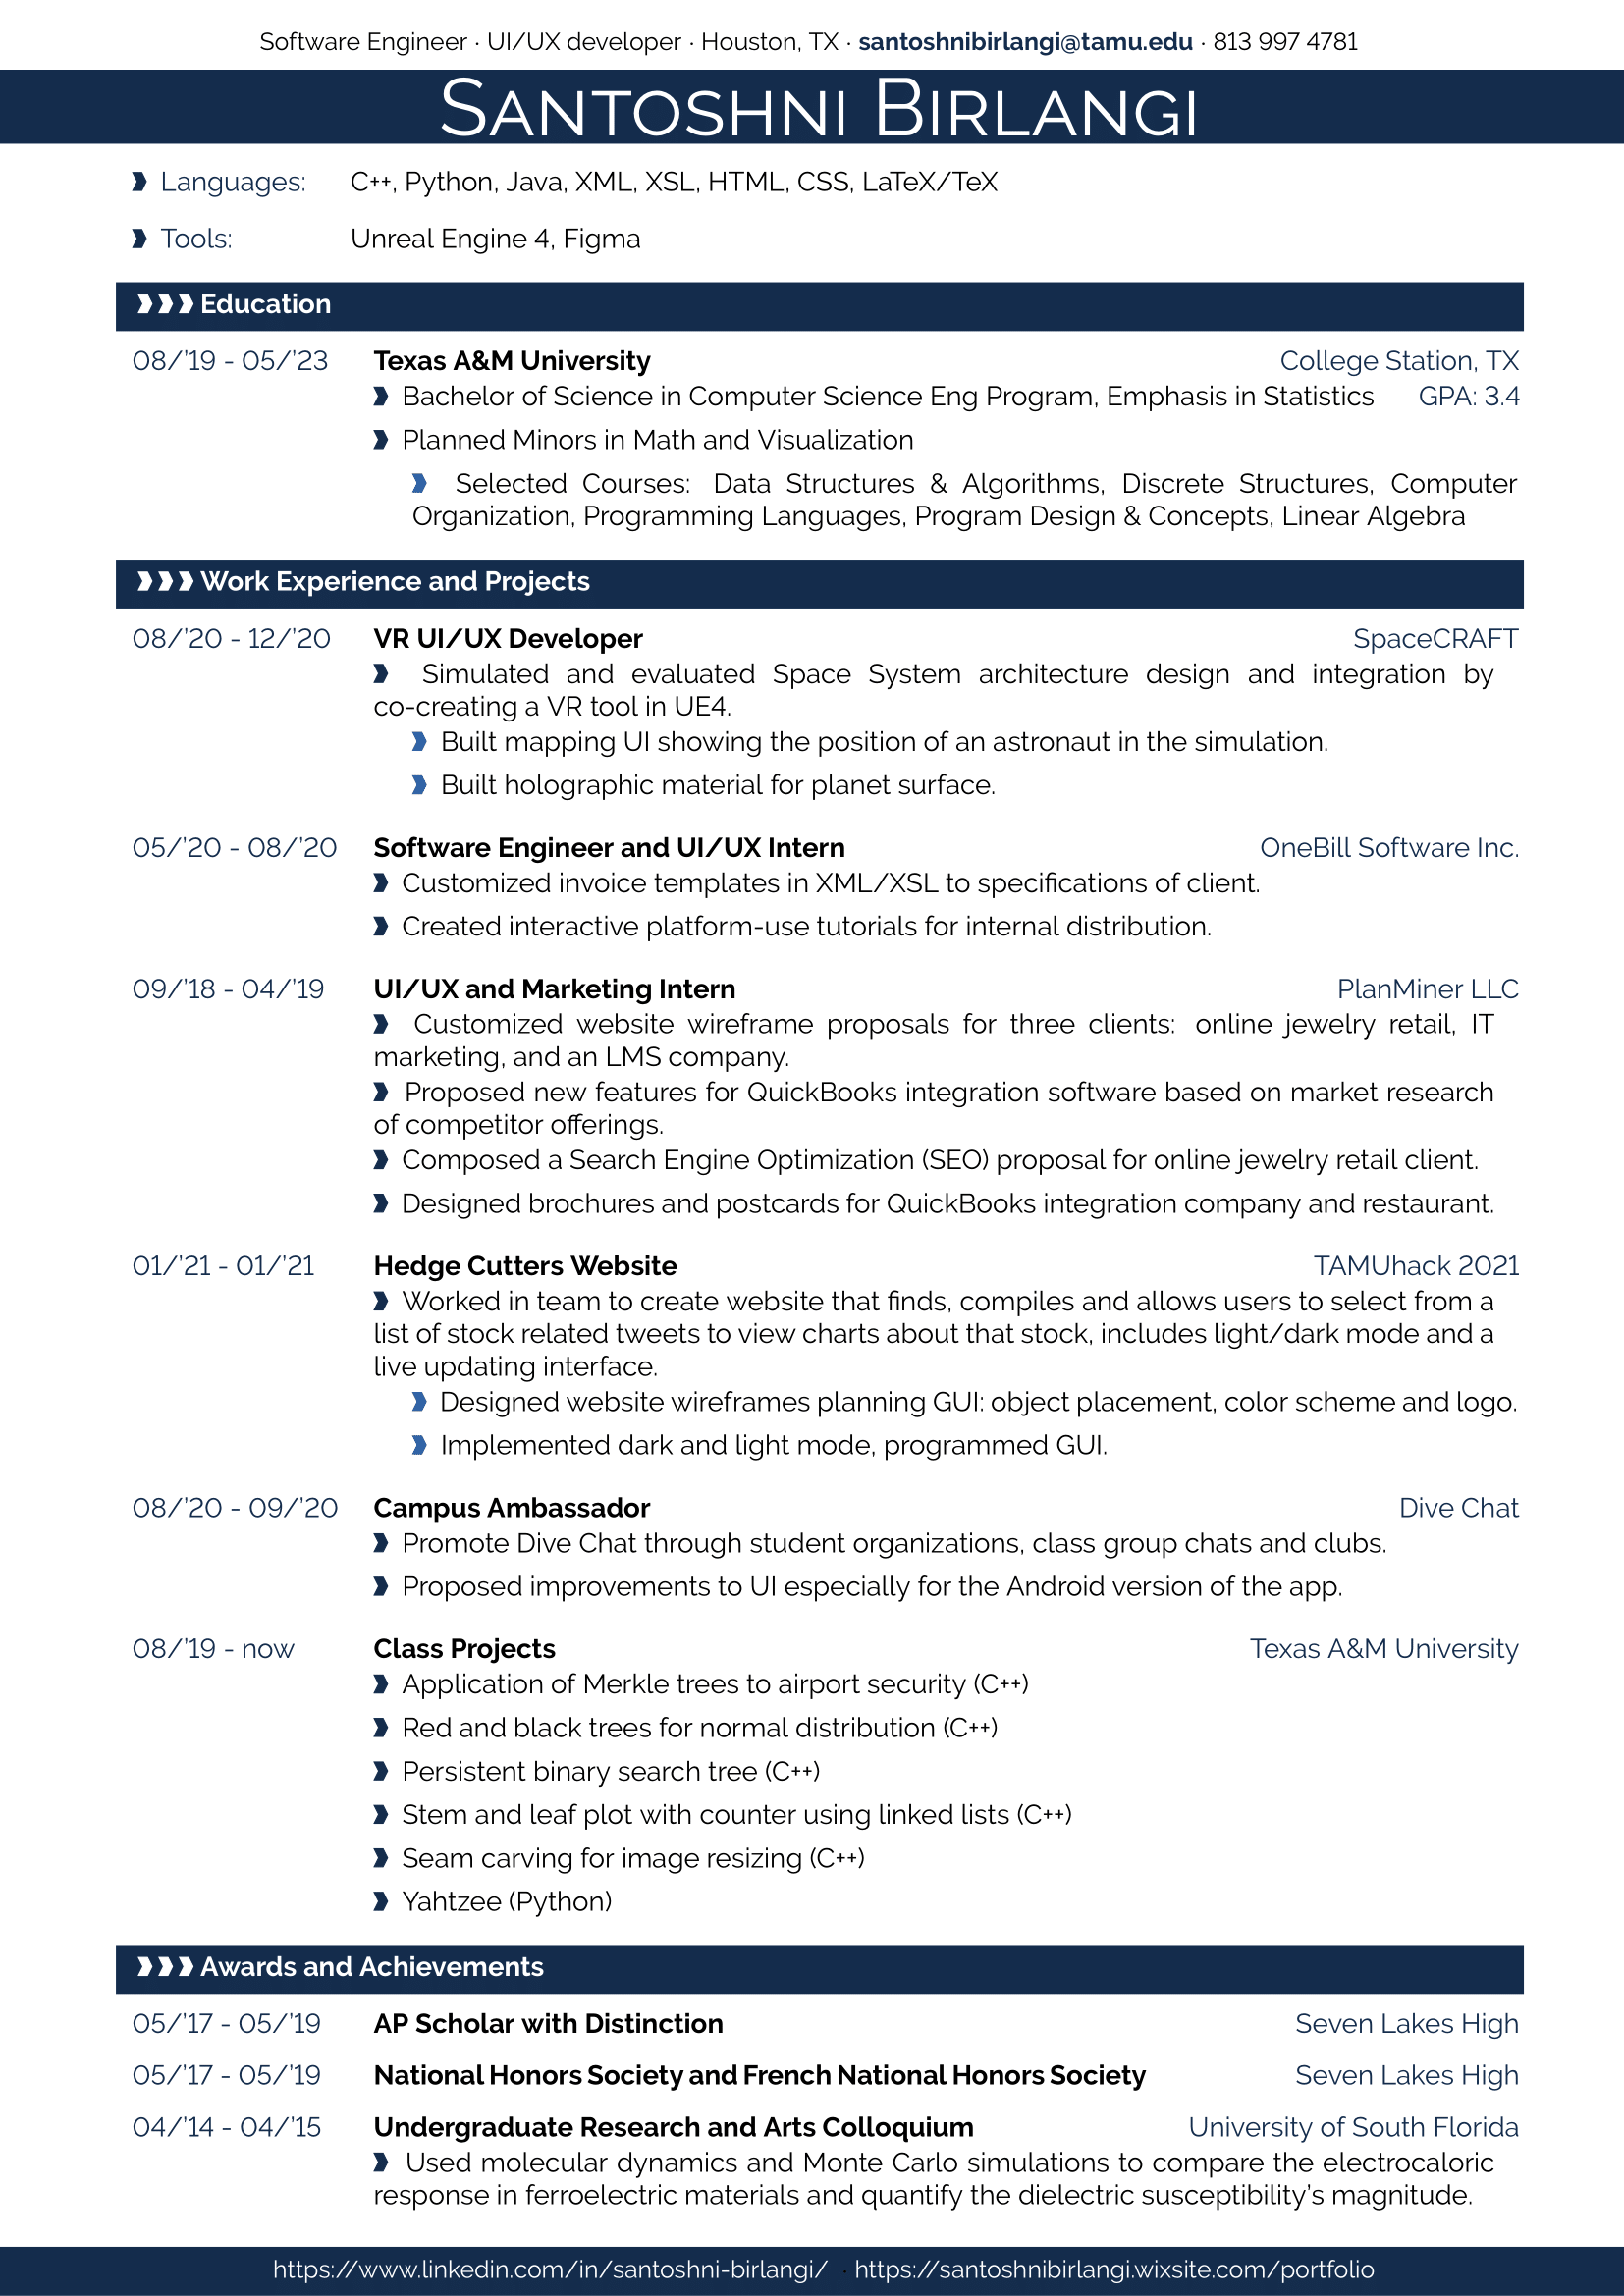 Software Engineer · UI/UX developer · Houston, TX · santoshnibirlangi@tamu.edu · 813 997 4781
Santoshni Birlangi
Languages: C++, Python, Java, XML, XSL, HTML, CSS, LaTeX/TeX
Tools: Unreal Engine 4, Figma
Education
08/'19 - 05/'23 Texas A&M University College Station, TX
Bachelor of Science in Computer Science Eng Program, Emphasis in Statistics GPA: 3.4
Planned Minors in Math and Visualization
Selected Courses: Data Structures & Algorithms, Discrete Structures, Computer
Organization, Programming Languages, Program Design & Concepts, Linear Algebra
Work Experience and Projects
08/'20 - 12/'20 VR UI/UX Developer SpaceCRAFT
Simulated and evaluated Space System architecture design and integration by
co-creating a VR tool in UE4.
Built mapping UI showing the position of an astronaut in the simulation.
Built holographic material for planet surface.
05/'20 - 08/'20 Software Engineer and UI/UX Intern OneBill Software Inc.
Customized invoice templates in XML/XSL to specifications of client.
Created interactive platform-use tutorials for internal distribution.
09/'18 - 04/'19 UI/UX and Marketing Intern PlanMiner LLC
Customized website wireframe proposals for three clients: online jewelry retail, IT
marketing, and an LMS company.
Proposed new features for QuickBooks integration software based on market research
of competitor offerings.
Composed a Search Engine Optimization (SEO) proposal for online jewelry retail client.
Designed brochures and postcards for QuickBooks integration company and restaurant.
01/'21 - 01/'21 Hedge Cutters Website TAMUhack 2021
Worked in team to create website that finds, compiles and allows users to select from a
list of stock related tweets to view charts about that stock, includes light/dark mode and a
live updating interface.
Designed website wireframes planning GUI: object placement, color scheme and logo.
Implemented dark and light mode, programmed GUI.
08/'20 - 09/'20 Campus Ambassador Dive Chat
Promote Dive Chat through student organizations, class group chats and clubs.
Proposed improvements to UI especially for the Android version of the app.
08/'19 - now Class Projects Texas A&M University
Application of Merkle trees to airport security (C++)
Red and black trees for normal distribution (C++)
Persistent binary search tree (C++)
Stem and leaf plot with counter using linked lists (C++)
Seam carving for image resizing (C++)
Yahtzee (Python)
Awards and Achievements
05/'17 - 05/'19 AP Scholar with Distinction Seven Lakes High
05/'17 - 05/'19 National Honors Society and French National Honors Society Seven Lakes High
04/'14 - 04/'15 Undergraduate Research and Arts Colloquium University of South Florida
Used molecular dynamics and Monte Carlo simulations to compare the electrocaloric
response in ferroelectric materials and quantify the dielectric susceptibility's magnitude.
https://www.linkedin.com/in/santoshni-birlangi/ · https://santoshnibirlangi.wixsite.com/portfolio